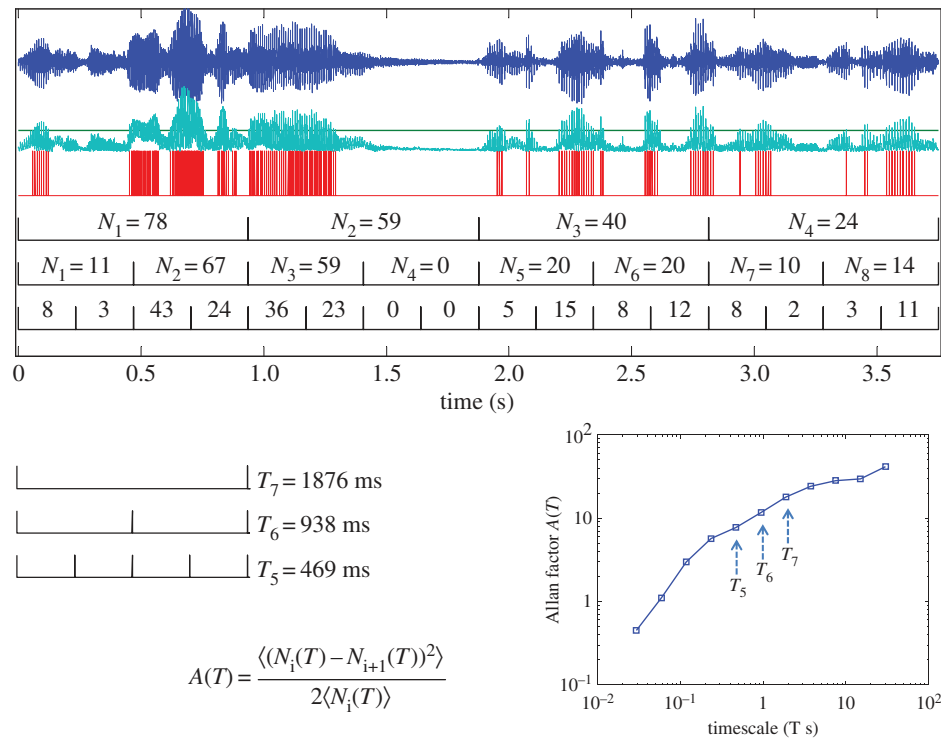 N₁ = 78 N₂ = 59 N₃ = 40 N₄ = 24
N₁ = 11 N₂ = 67 N₃ = 59 N₄ = 0 N₅ = 20 N₆ = 20 N₇ = 10 N₈ = 14
8 3 43 24 36 23 0 0 5 15 8 12 8 2 3 11
0 0.5 1.0 1.5 2.0 2.5 3.0 3.5
time (s)
T₇ = 1876 ms
T₆ = 938 ms
T₅ = 469 ms
A(T) = ⟨(Nᵢ(T) – Nᵢ₊₁(T))²⟩ / 2⟨Nᵢ(T)⟩
10²
10
1
10⁻¹
Allan factor A(T)
T₅ T₆ T₇
10⁻² 10⁻¹ 1 10 10²
timescale (T s)